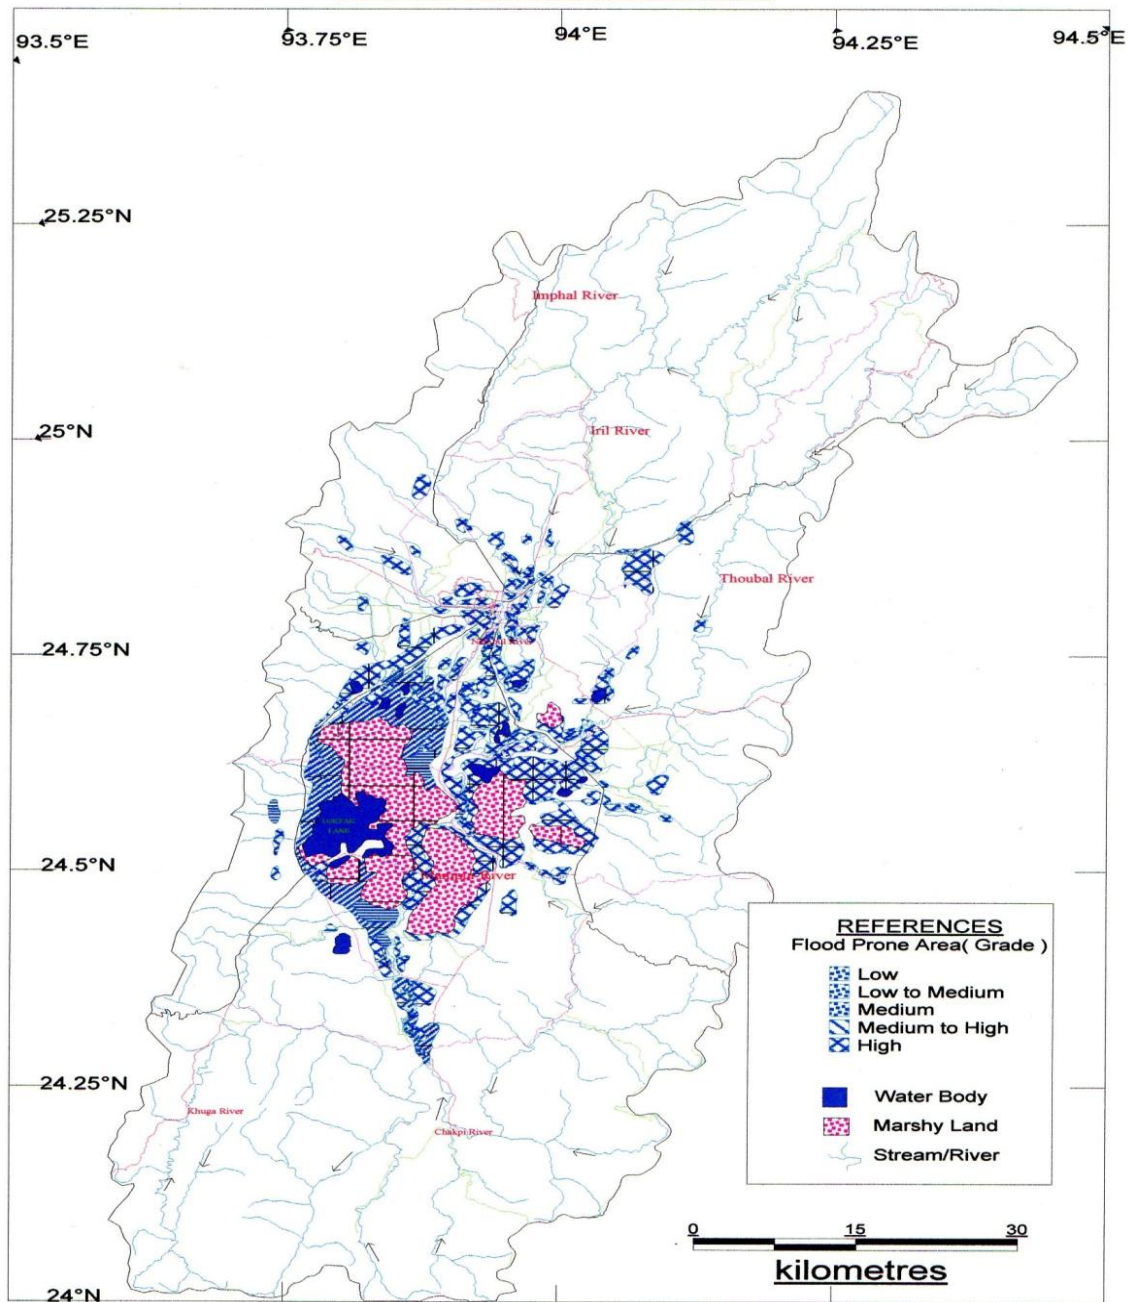 93.5°E
93.75°E
94°E
94.25°E
94.5°E
25.25°N
Imphal River
25°N
Iril River
Thoubal River
24.75°N
24.5°N
River
REFERENCES
Flood Prone Area( Grade )
Low
Low to Medium
Medium
Medium to High
High
24.25°N
Water Body
Khuga River
Marshy Land
Chakpi River
Stream/River
0 15 30
kilometres
24°N